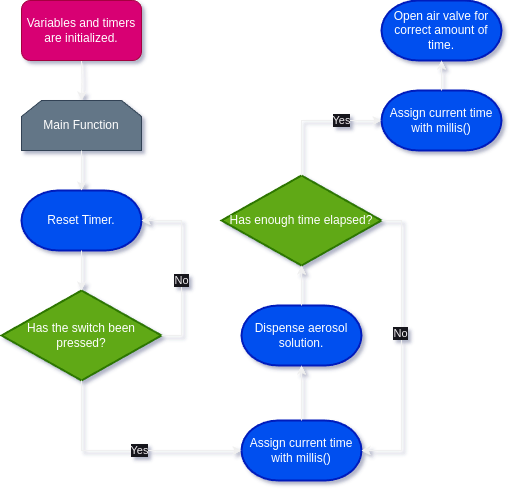 Variables and timers
are initialized.
Main Function
Reset Timer.
No
Has the switch been
pressed?
Yes
Assign current time
with millis()
Dispense aerosol
solution.
Has enough time elapsed?
No
Yes
Assign current time
with millis()
Open air valve for
correct amount of
time.